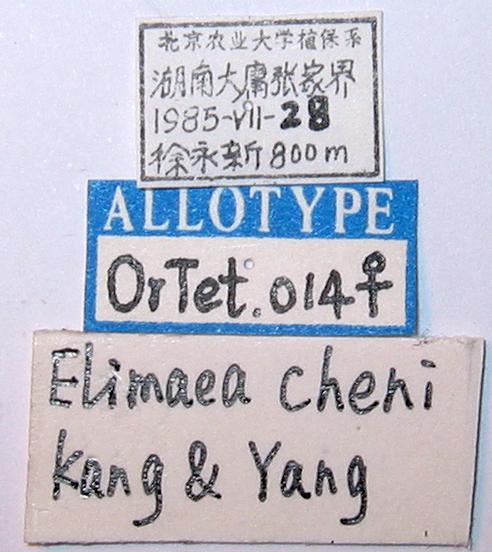 北京农业大学植保系
湖南大庸张家界
1985-VII-28
徐永新 800m
ALLOTYPE
OrTet.014♀
Elimaea cheni
Kang & Yang